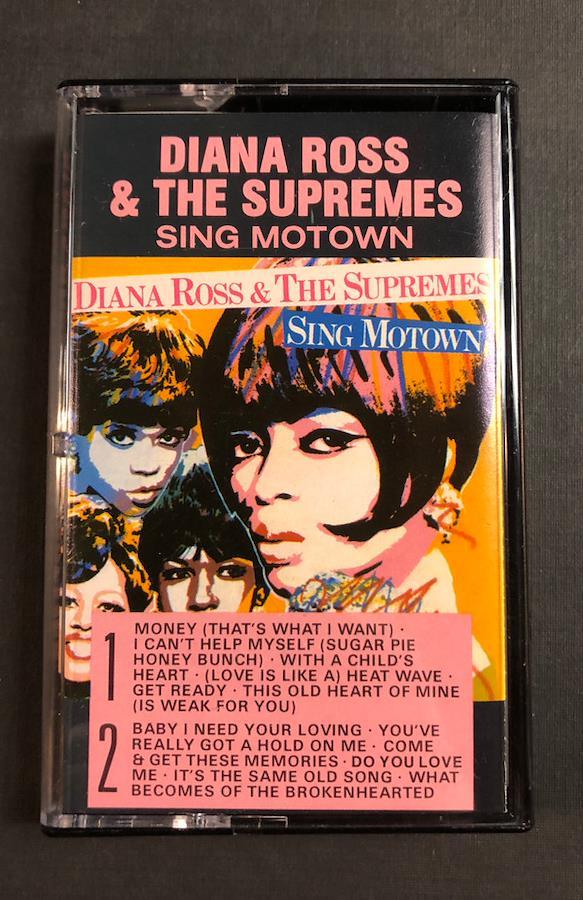 DIANA ROSS
& THE SUPREMES
SING MOTOWN
DIANA ROSS & THE SUPREMES
SING MOTOWN
1
MONEY (THAT'S WHAT I WANT) ·
I CAN'T HELP MYSELF (SUGAR PIE
HONEY BUNCH) · WITH A CHILD'S
HEART · (LOVE IS LIKE A) HEAT WAVE ·
GET READY · THIS OLD HEART OF MINE
(IS WEAK FOR YOU)
2
BABY I NEED YOUR LOVING · YOU'VE
REALLY GOT A HOLD ON ME · COME
& GET THESE MEMORIES · DO YOU LOVE
ME · IT'S THE SAME OLD SONG · WHAT
BECOMES OF THE BROKENHEARTED